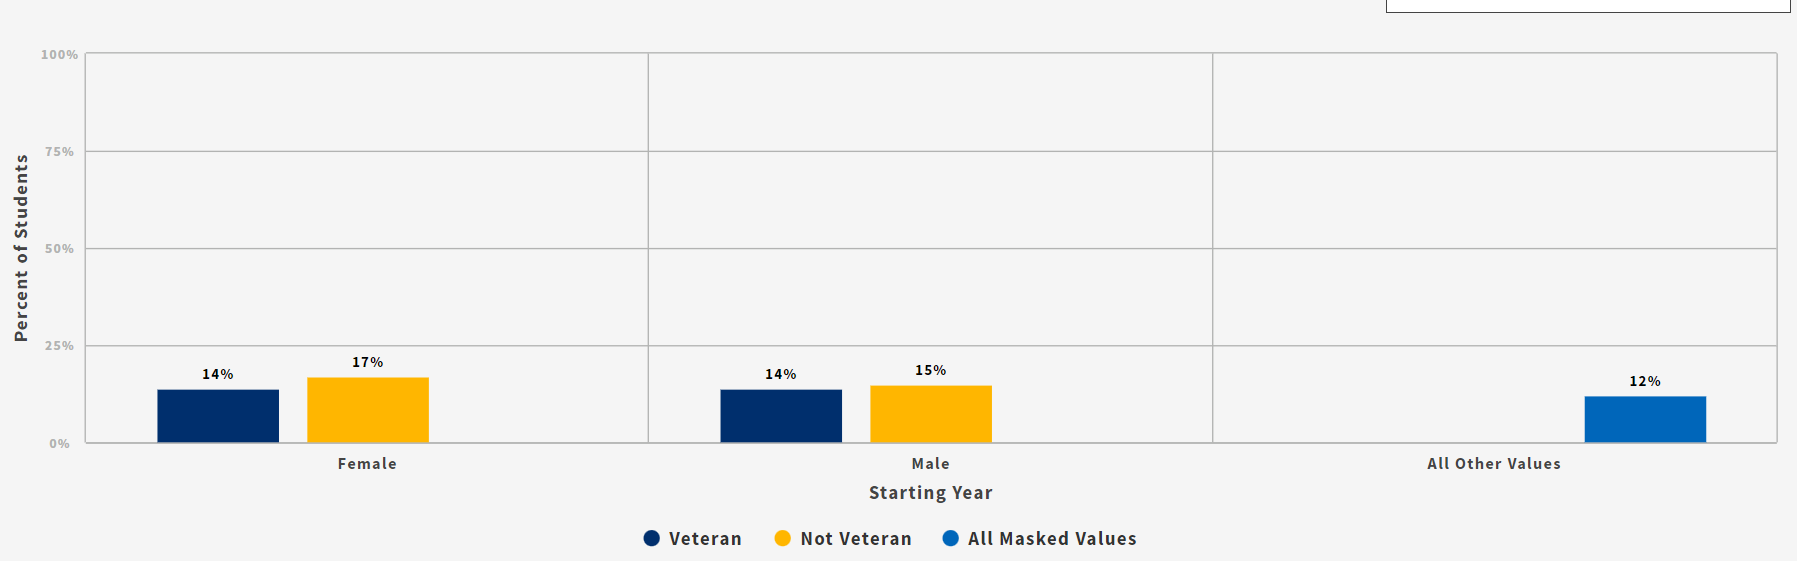 100%
75%
50%
25%
0%
Percent of Students
14%
17%
14%
15%
12%
Female
Male
All Other Values
Starting Year
Veteran
Not Veteran
All Masked Values